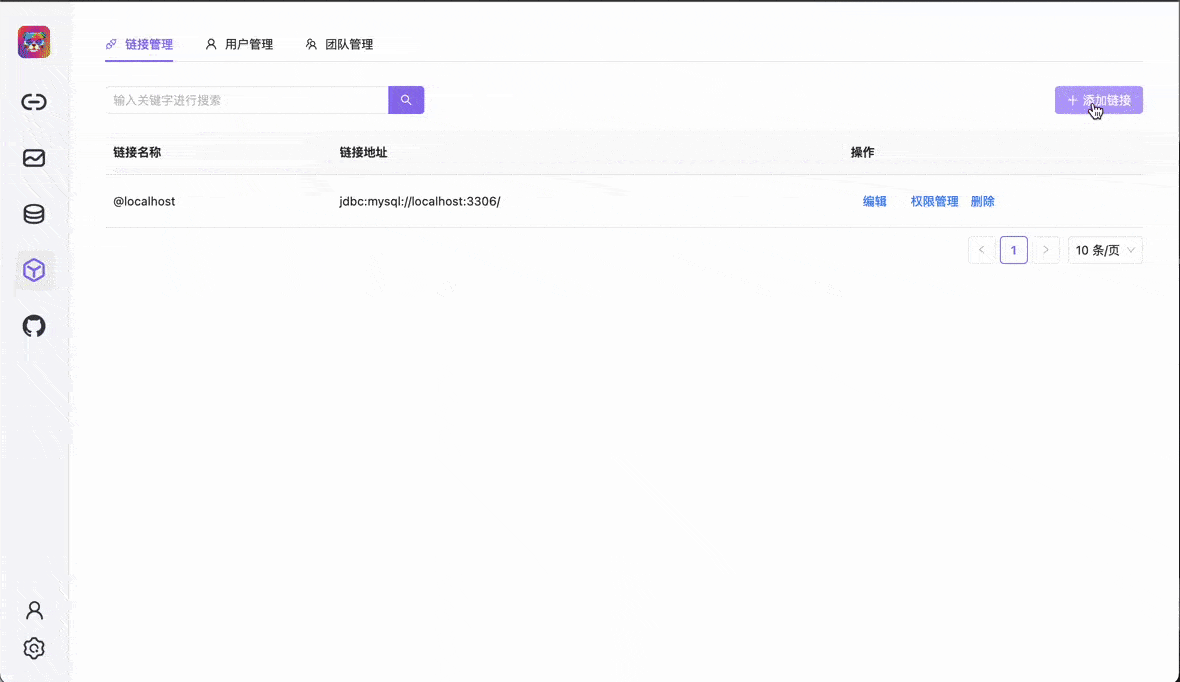 链接管理 用户管理 团队管理
输入关键字进行搜索 + 添加链接
链接名称 链接地址 操作
@localhost jdbc:mysql://localhost:3306/ 编辑 权限管理 删除
< 1 > 10 条/页